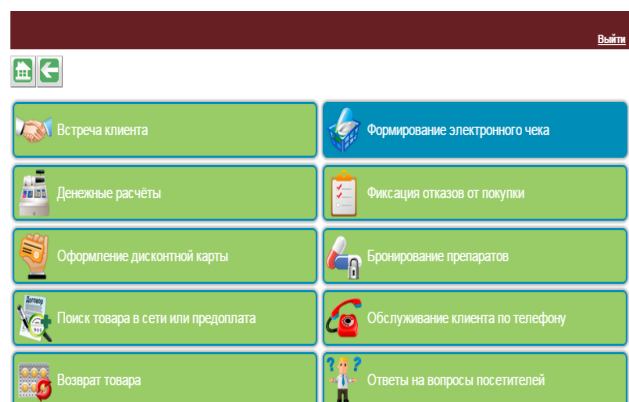 Выйти
Встреча клиента
Формирование электронного чека
Денежные расчёты
Фиксация отказов от покупки
Оформление дисконтной карты
Бронирование препаратов
Договор
Поиск товара в сети или предоплата
Обслуживание клиента по телефону
Возврат товара
? ?
Ответы на вопросы посетителей